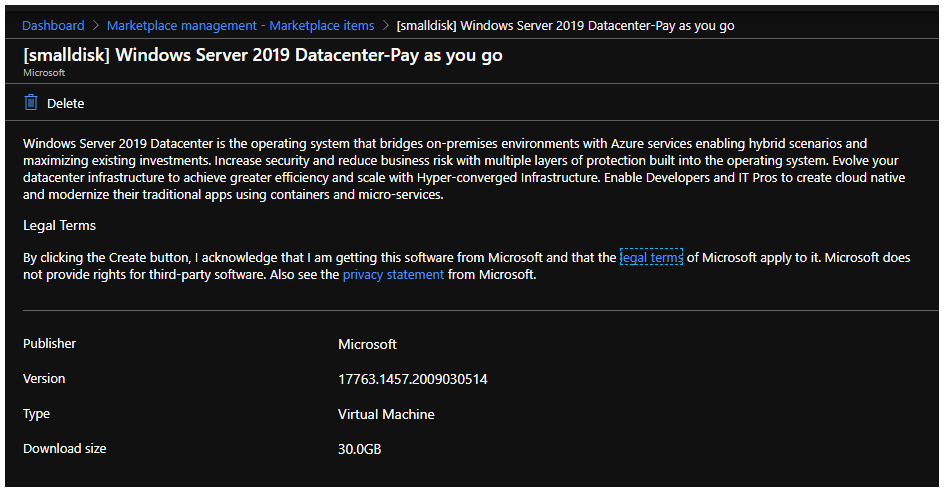 Dashboard > Marketplace management - Marketplace items > [smalldisk] Windows Server 2019 Datacenter-Pay as you go
[smalldisk] Windows Server 2019 Datacenter-Pay as you go
Microsoft
Delete
Windows Server 2019 Datacenter is the operating system that bridges on-premises environments with Azure services enabling hybrid scenarios and
maximizing existing investments. Increase security and reduce business risk with multiple layers of protection built into the operating system. Evolve your
datacenter infrastructure to achieve greater efficiency and scale with Hyper-converged Infrastructure. Enable Developers and IT Pros to create cloud native
and modernize their traditional apps using containers and micro-services.
Legal Terms
By clicking the Create button, I acknowledge that I am getting this software from Microsoft and that the legal terms of Microsoft apply to it. Microsoft does
not provide rights for third-party software. Also see the privacy statement from Microsoft.
Publisher Microsoft
Version 17763.1457.2009030514
Type Virtual Machine
Download size 30.0GB